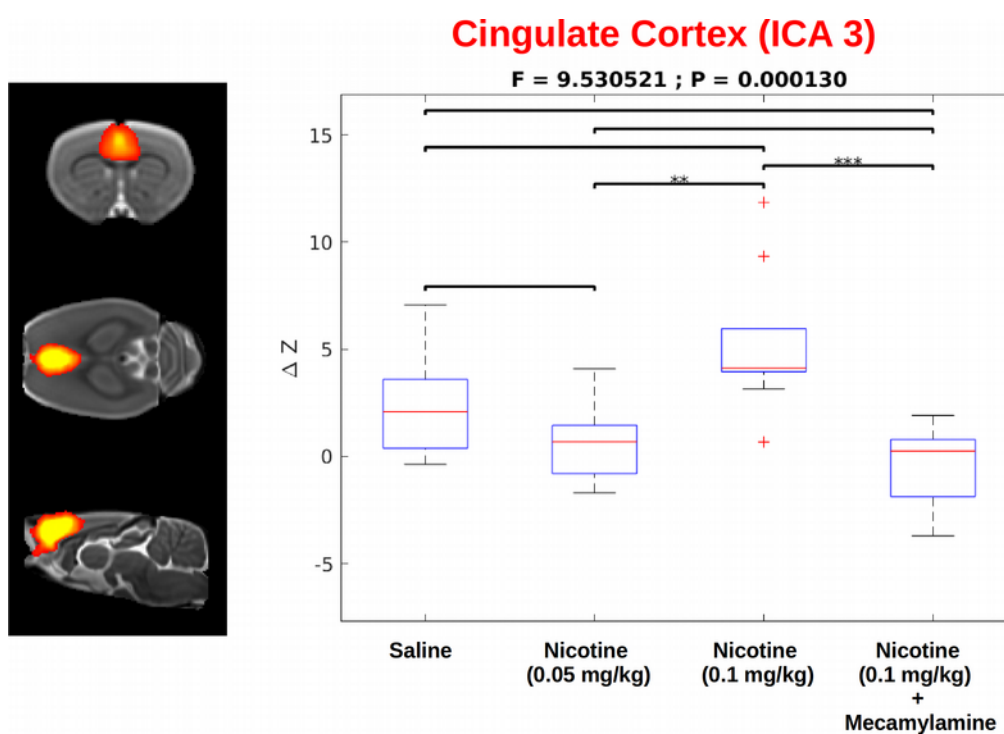 Cingulate Cortex (ICA 3)
F = 9.530521 ; P = 0.000130
15
10
5
0
-5
Δ Z
**
***
Saline
Nicotine
(0.05 mg/kg)
Nicotine
(0.1 mg/kg)
Nicotine
(0.1 mg/kg)
+
Mecamylamine